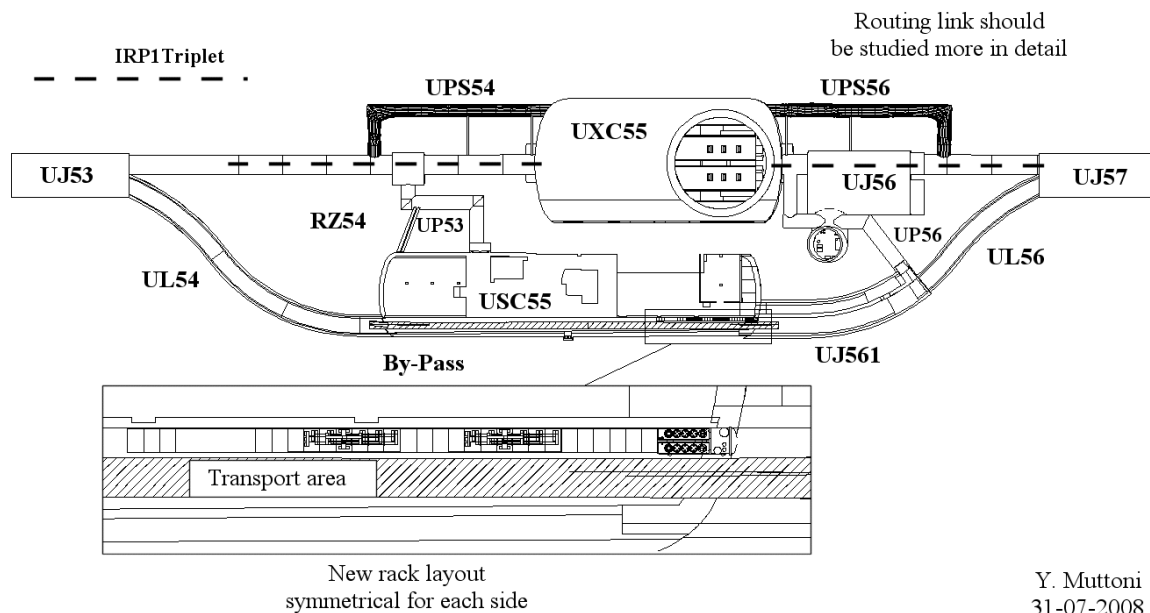 Routing link should
be studied more in detail
IRP1Triplet
UPS54
UPS56
UXC55
UJ53
UJ56
UJ57
RZ54
UP53
UP56
UL54
UL56
USC55
By-Pass
UJ561
Transport area
New rack layout
symmetrical for each side
Y. Muttoni
31-07-2008